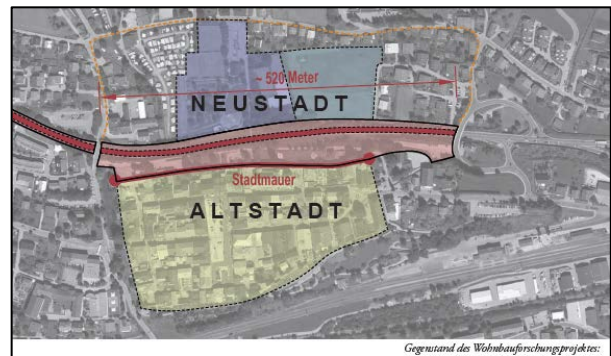 ~ 520 Meter
NEUSTADT
Stadtmauer
ALTSTADT
Gegenstand des Wohnbauforschungsprojektes: